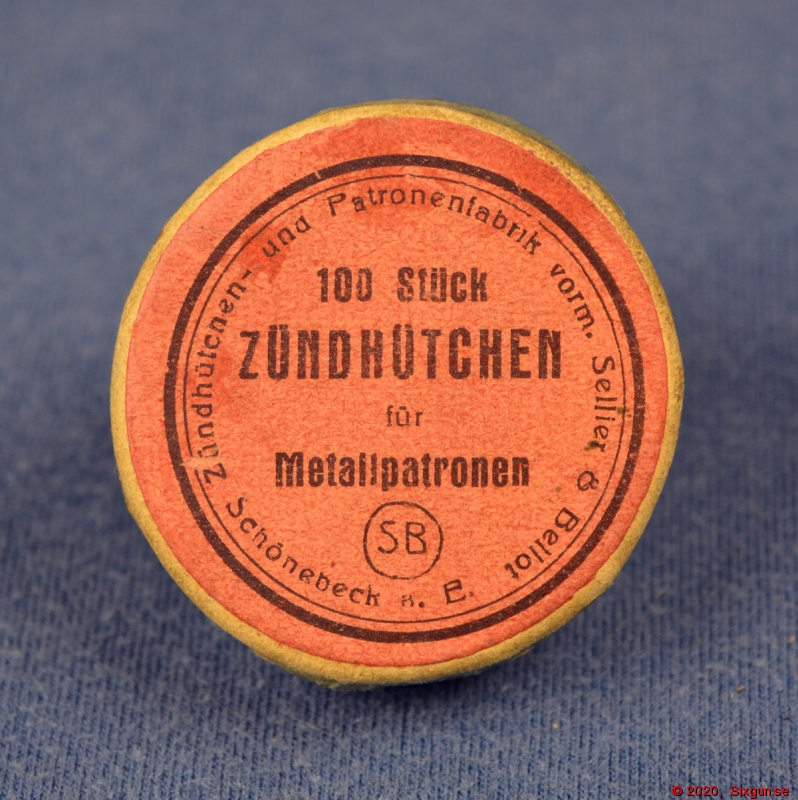 Zündhütchen- und Patronenfabrik vorm. Sellier & Bellot
Schönebeck a. E.
100 Stück
ZÜNDHÜTCHEN
für
Metallpatronen
SB
© 2020, Sixgun.se